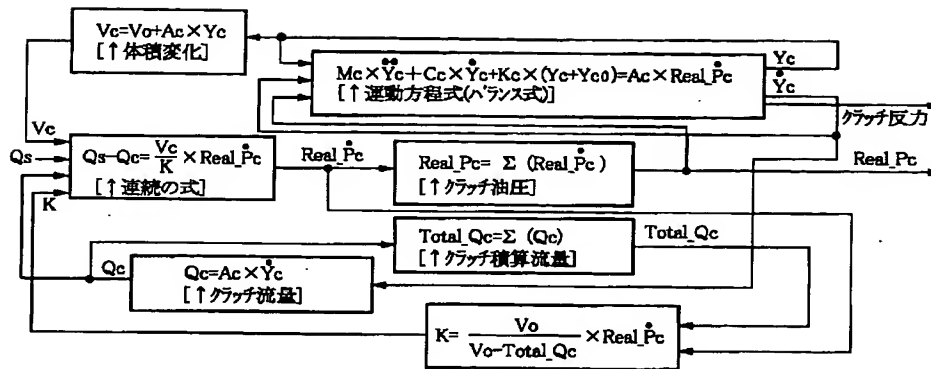 Vc=Vo+Ac×Yc
[↑体積変化]
Yc
Mc×Ÿc+Cc×Ẏc+Kc×(Yc+Yc0)=Ac×Real_Ṗc
[↑運動方程式(バランス式)]
Ẏc
クラッチ反力
Vc
Qs
Qs-Qc=Vc/K×Real_Ṗc
[↑連続の式]
K
Real_Ṗc
Real_Pc=Σ(Real_Ṗc)
[↑クラッチ油圧]
Real_Pc
Total_Qc=Σ(Qc)
[↑クラッチ積算流量]
Total_Qc
Qc
Qc=Ac×Ẏc
[↑クラッチ流量]
K=Vo/(Vo-Total_Qc)×Real_Ṗc